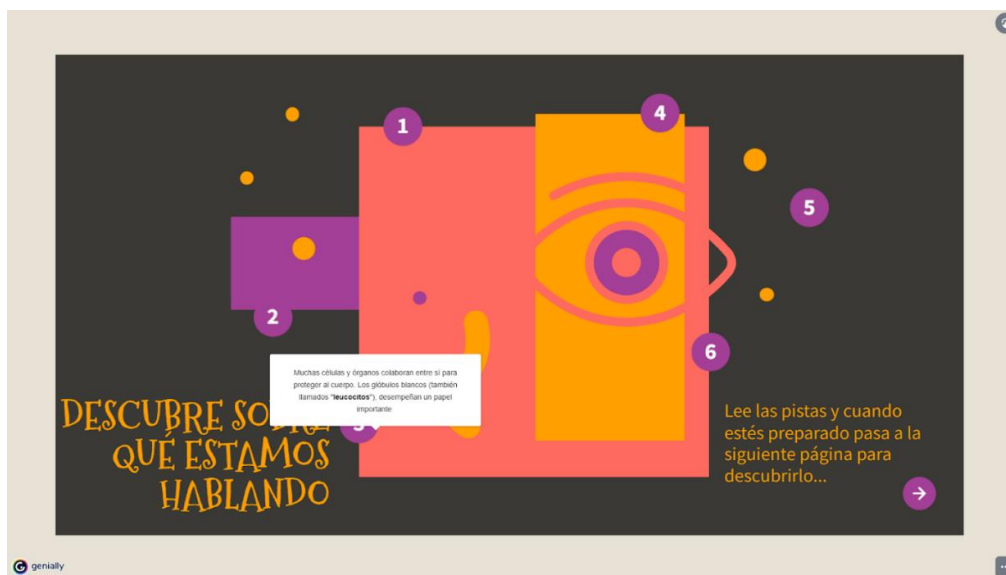 1
4
5
2
6
Muchas células y órganos colaboran entre sí para
proteger al cuerpo. Los glóbulos blancos (también
llamados "leucocitos"), desempeñan un papel
importante
DESCUBRE SOBRE
QUÉ ESTAMOS
HABLANDO
3
Lee las pistas y cuando
estés preparado pasa a la
siguiente página para
descubrirlo...
genially